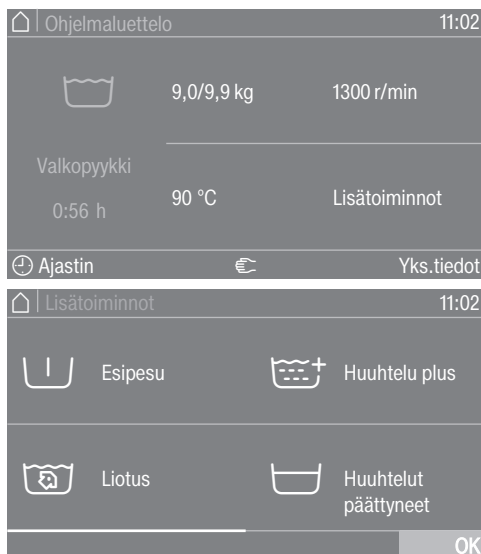 Ohjelmaluettelo 11:02
9,0/9,9 kg 1300 r/min
Valkopyykki
0:56 h
90 °C Lisätoiminnot
Ajastin Yks.tiedot
Lisätoiminnot 11:02
Esipesu Huuhtelu plus
Liotus Huuhtelut
päättyneet
OK